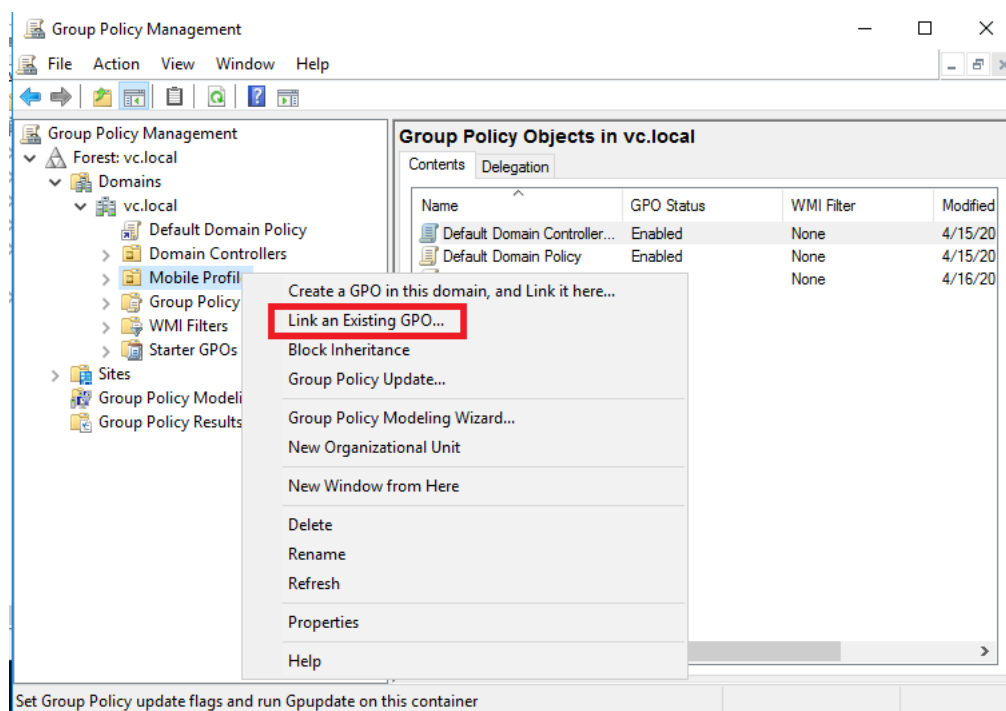 Group Policy Management
File Action View Window Help
Group Policy Management
Forest: vc.local
Domains
vc.local
Default Domain Policy
Domain Controllers
Mobile Profil
Group Policy
WMI Filters
Starter GPOs
Sites
Group Policy Modeli
Group Policy Results
Group Policy Objects in vc.local
Contents Delegation
Name GPO Status WMI Filter Modified
Default Domain Controller... Enabled None 4/15/20
Default Domain Policy Enabled None 4/15/20
None 4/16/20
Create a GPO in this domain, and Link it here...
Link an Existing GPO...
Block Inheritance
Group Policy Update...
Group Policy Modeling Wizard...
New Organizational Unit
New Window from Here
Delete
Rename
Refresh
Properties
Help
Set Group Policy update flags and run Gpupdate on this container